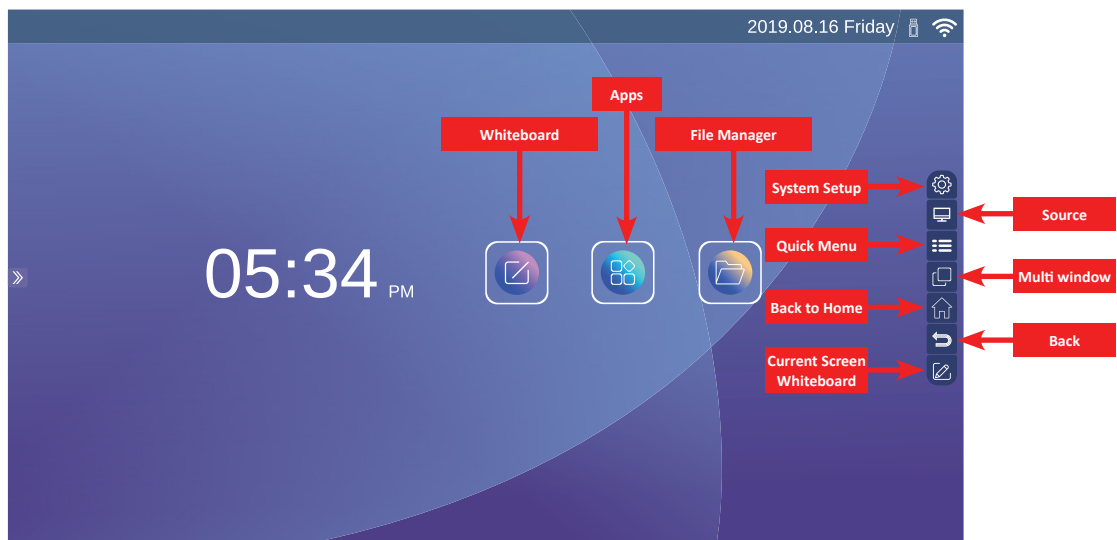 2019.08.16 Friday
Apps
Whiteboard
File Manager
System Setup
Source
Quick Menu
05:34 PM
Multi window
Back to Home
Back
Current Screen
Whiteboard